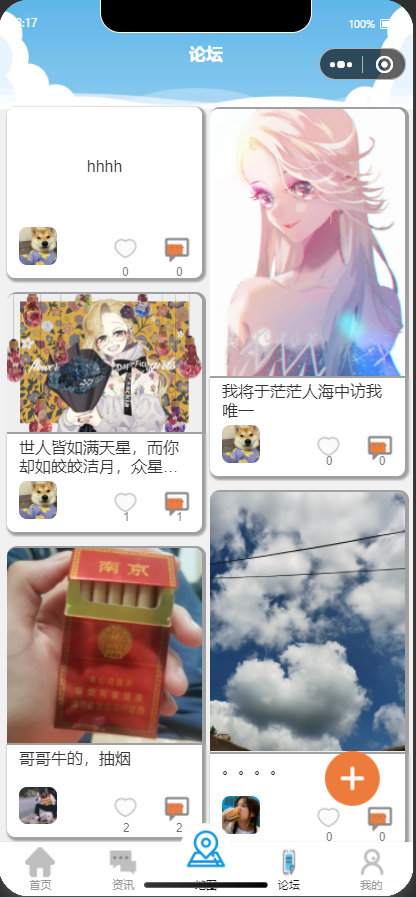 :17
100%
论坛
hhhh
0
0
我将于茫茫人海中访我
唯一
0
0
flower
girls
世人皆如满天星，而你
却如皎皎洁月，众星...
1
1
南京
哥哥牛的，抽烟
2
2
。。。。
0
0
首页
资讯
地图
论坛
我的